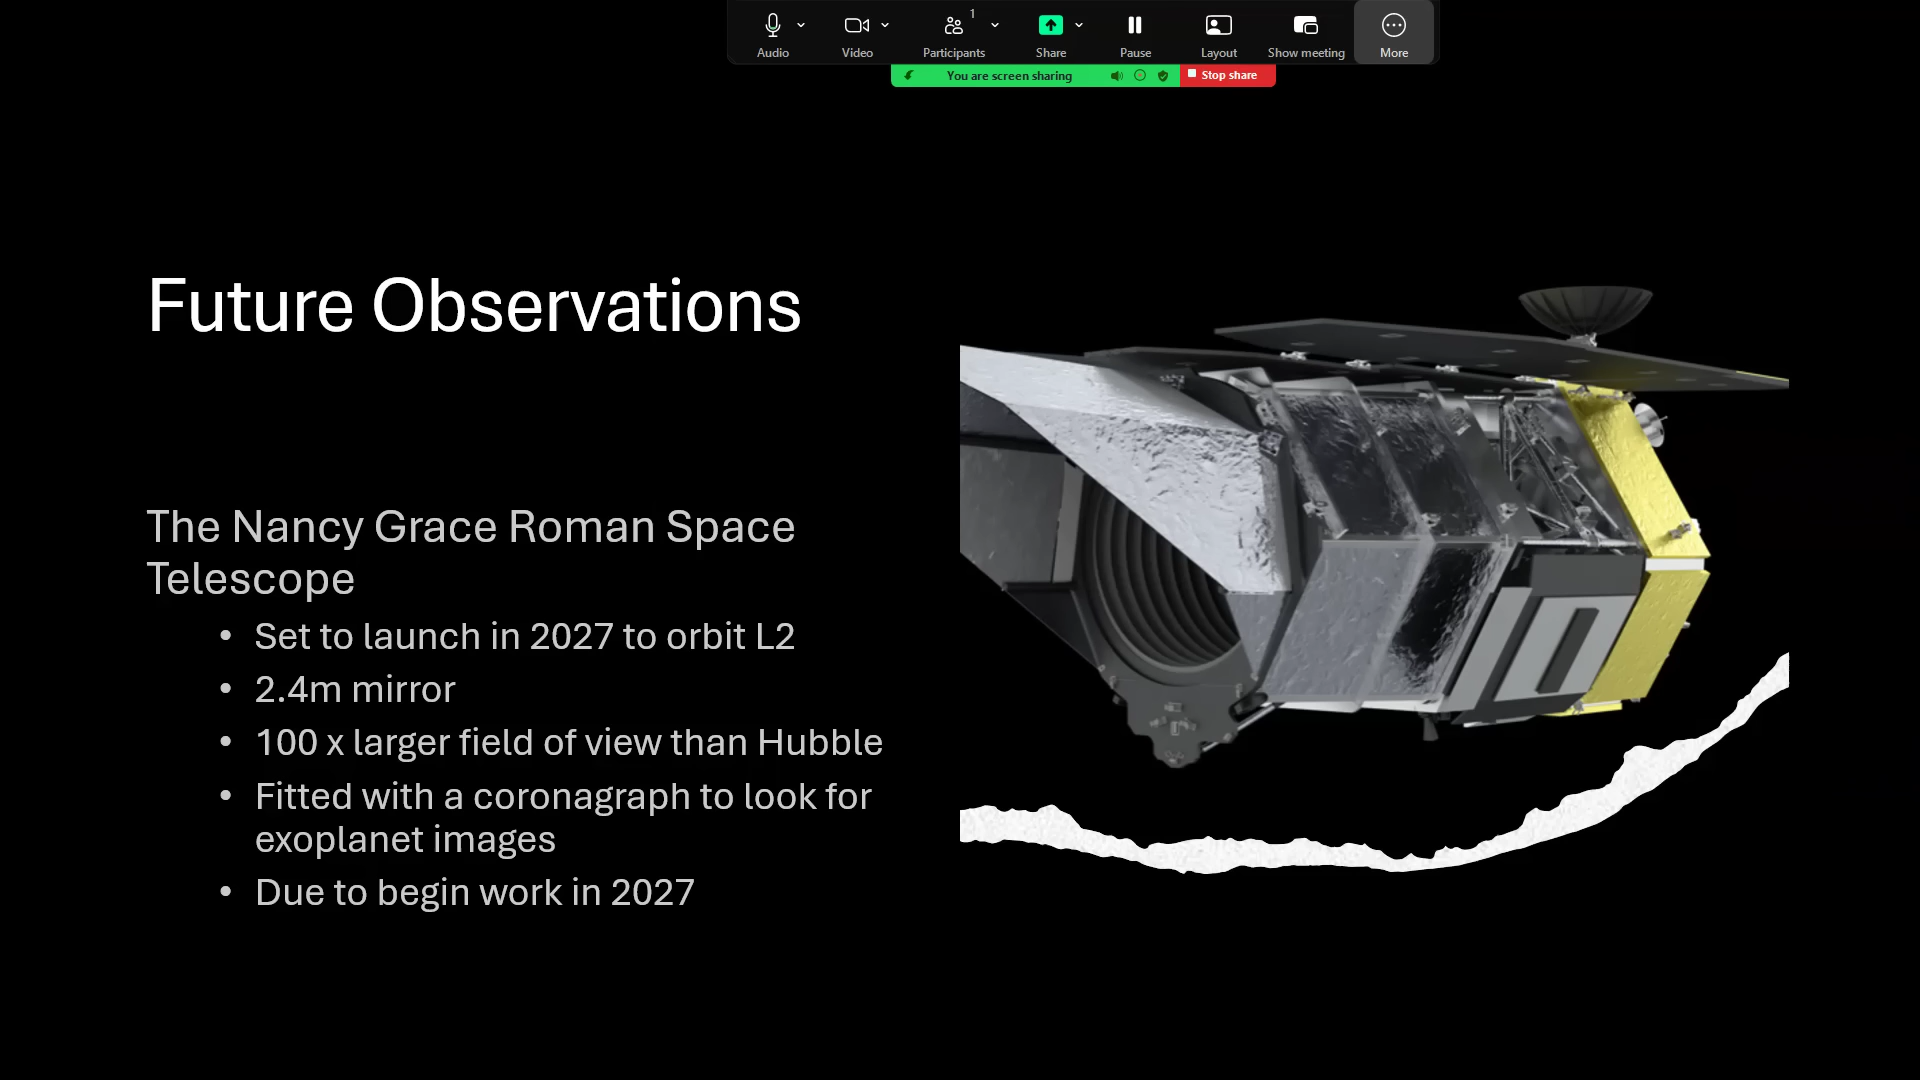 1
Audio Video Participants Share Pause Layout Show meeting More
You are screen sharing Stop share
Future Observations
The Nancy Grace Roman Space
Telescope
• Set to launch in 2027 to orbit L2
• 2.4m mirror
• 100 x larger field of view than Hubble
• Fitted with a coronagraph to look for
exoplanet images
• Due to begin work in 2027